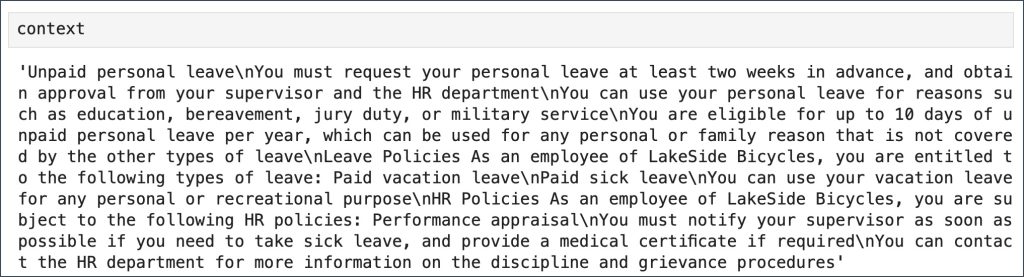 context
'Unpaid personal leave\nYou must request your personal leave at least two weeks in advance, and obtai
n approval from your supervisor and the HR department\nYou can use your personal leave for reasons su
ch as education, bereavement, jury duty, or military service\nYou are eligible for up to 10 days of u
npaid personal leave per year, which can be used for any personal or family reason that is not covere
d by the other types of leave\nLeave Policies As an employee of LakeSide Bicycles, you are entitled t
o the following types of leave: Paid vacation leave\nPaid sick leave\nYou can use your vacation leave
for any personal or recreational purpose\nHR Policies As an employee of LakeSide Bicycles, you are su
bject to the following HR policies: Performance appraisal\nYou must notify your supervisor as soon as
possible if you need to take sick leave, and provide a medical certificate if required\nYou can contac
t the HR department for more information on the discipline and grievance procedures'